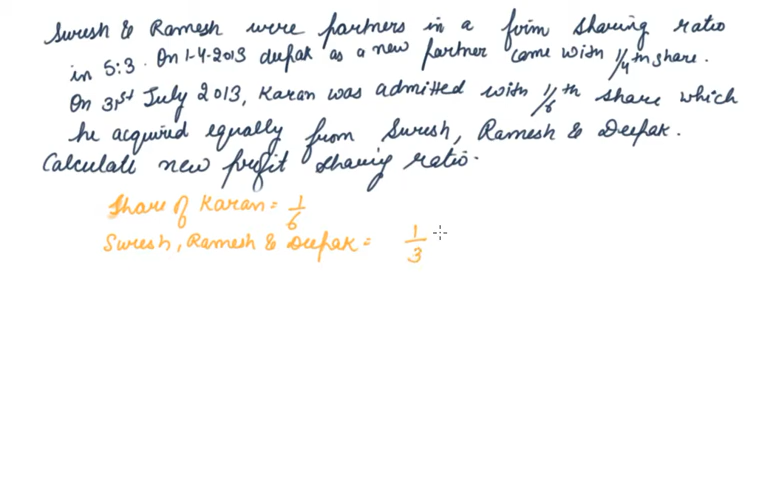 Suresh & Ramesh were partners in a firm sharing ratio
in 5:3. On 1-4-2013 deepak as a new partner came with 1/4th share.
On 31st July 2013, Karan was admitted with 1/6th share which
he acquired equally from Suresh, Ramesh & Deepak.
Calculate new profit sharing ratio.
Share of Karan = 1/6
Suresh, Ramesh & Deepak = 1/3